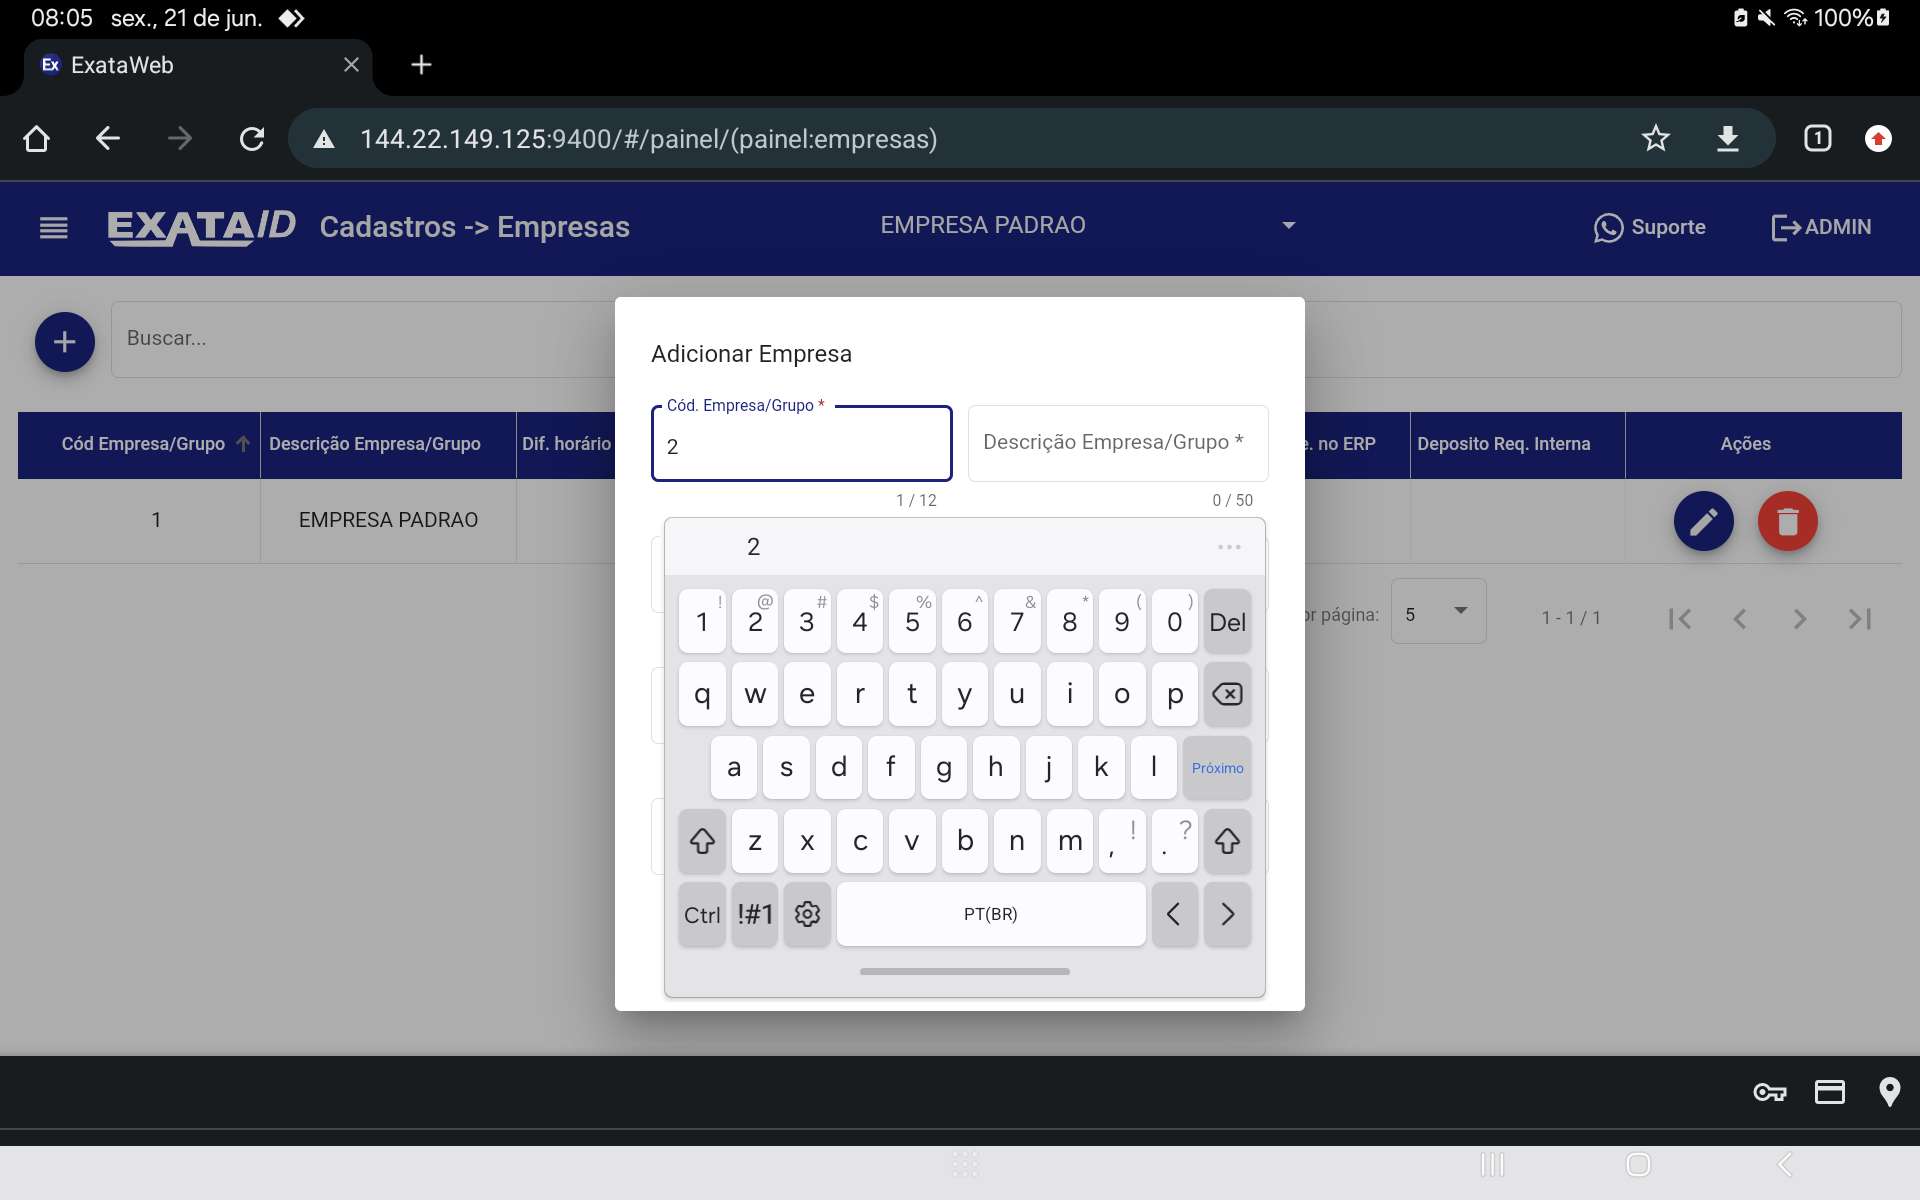 08:05 sex., 21 de jun. 100%
Ex ExataWeb
144.22.149.125:9400/#/painel/(painel:empresas) 1
EXATAID Cadastros -> Empresas EMPRESA PADRAO Suporte ADMIN
Buscar...
Adicionar Empresa
Cód. Empresa/Grupo *
2
Descrição Empresa/Grupo *
1 / 12 0 / 50
Cód Empresa/Grupo Descrição Empresa/Grupo Dif. horário e. no ERP Deposito Req. Interna Ações
1 EMPRESA PADRAO
or página: 5 1 - 1 / 1
2 ...
! @ # $ % ^ & * ( )
1 2 3 4 5 6 7 8 9 0 Del
q w e r t y u i o p
a s d f g h j k l Próximo
z x c v b n m , ! . ?
Ctrl !#1 PT(BR)